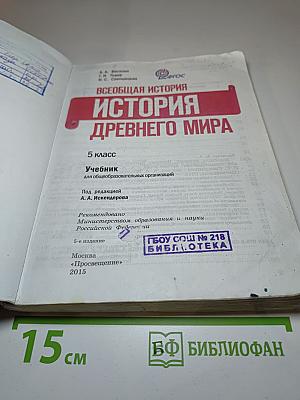 А. А. Вигасин
Г. И. Годер
И. С. Свенцицкая
ФГОС
ВСЕОБЩАЯ ИСТОРИЯ
ИСТОРИЯ
ДРЕВНЕГО МИРА
5 класс
Учебник
для общеобразовательных организаций
Под редакцией
А. А. Искендерова
Рекомендовано
Министерством образования и науки
Российской Федерации
5-е издание
ГБОУ СОШ № 218
БИБЛИОТЕКА
Москва
«Просвещение»
2015
15 см
БФ БИБЛИОФАН